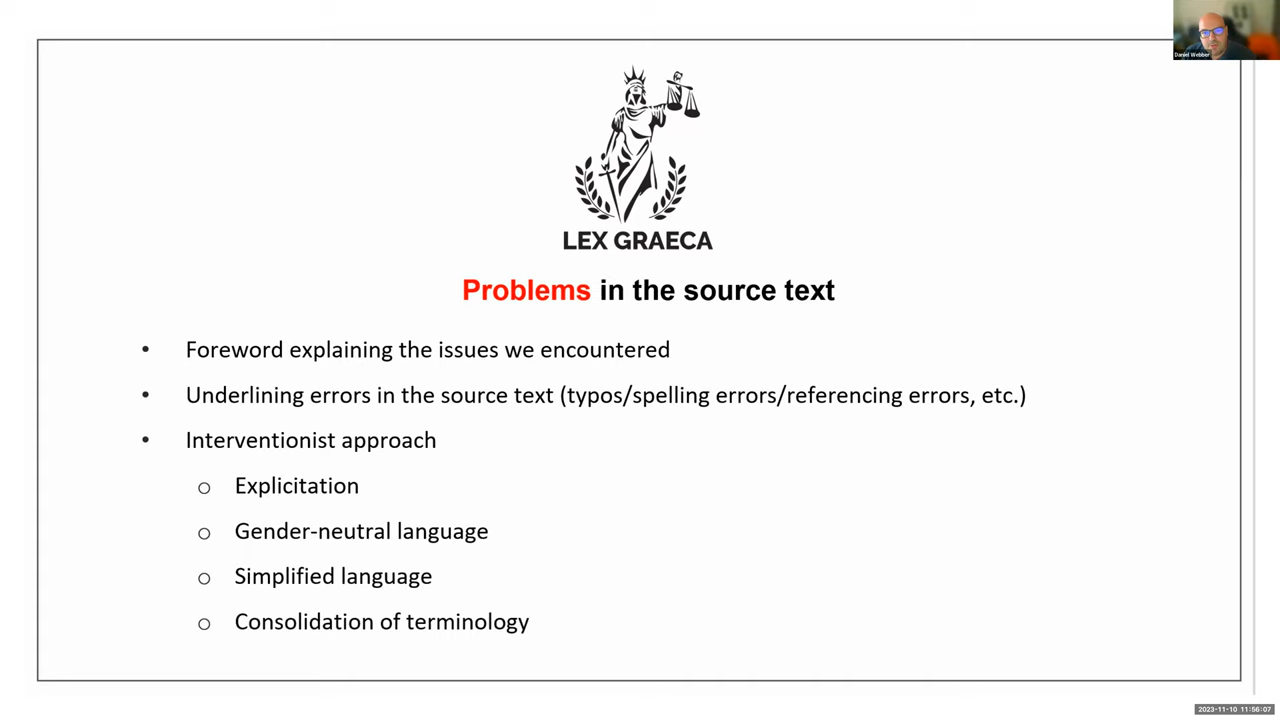 Daniel Webber
LEX GRAECA
Problems in the source text
• Foreword explaining the issues we encountered
• Underlining errors in the source text (typos/spelling errors/referencing errors, etc.)
• Interventionist approach
o Explicitation
o Gender-neutral language
o Simplified language
o Consolidation of terminology
2023-11-10 11:56:07